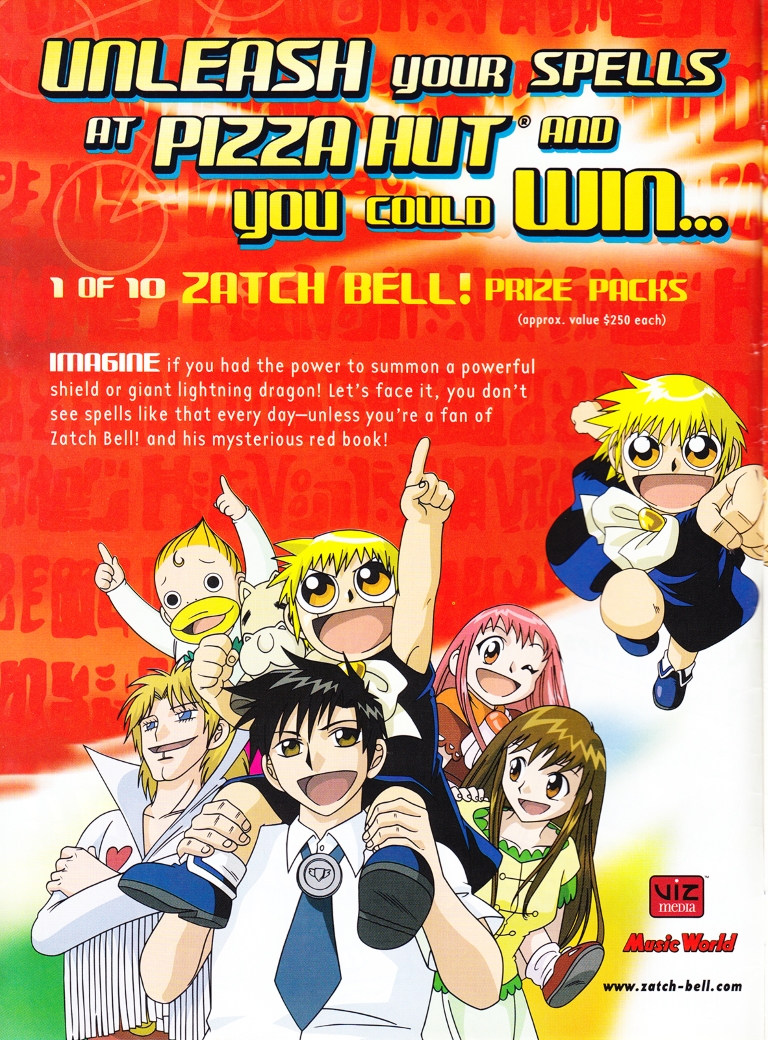 UNLEASH YOUR SPELLS
AT PIZZA HUT® AND
YOU COULD WIN...
1 OF 10 ZATCH BELL! PRIZE PACKS
(approx. value $250 each)
IMAGINE if you had the power to summon a powerful
shield or giant lightning dragon! Let's face it, you don't
see spells like that every day—unless you're a fan of
Zatch Bell! and his mysterious red book!
VIZ™
MEDIA
Music World
www.zatch-bell.com